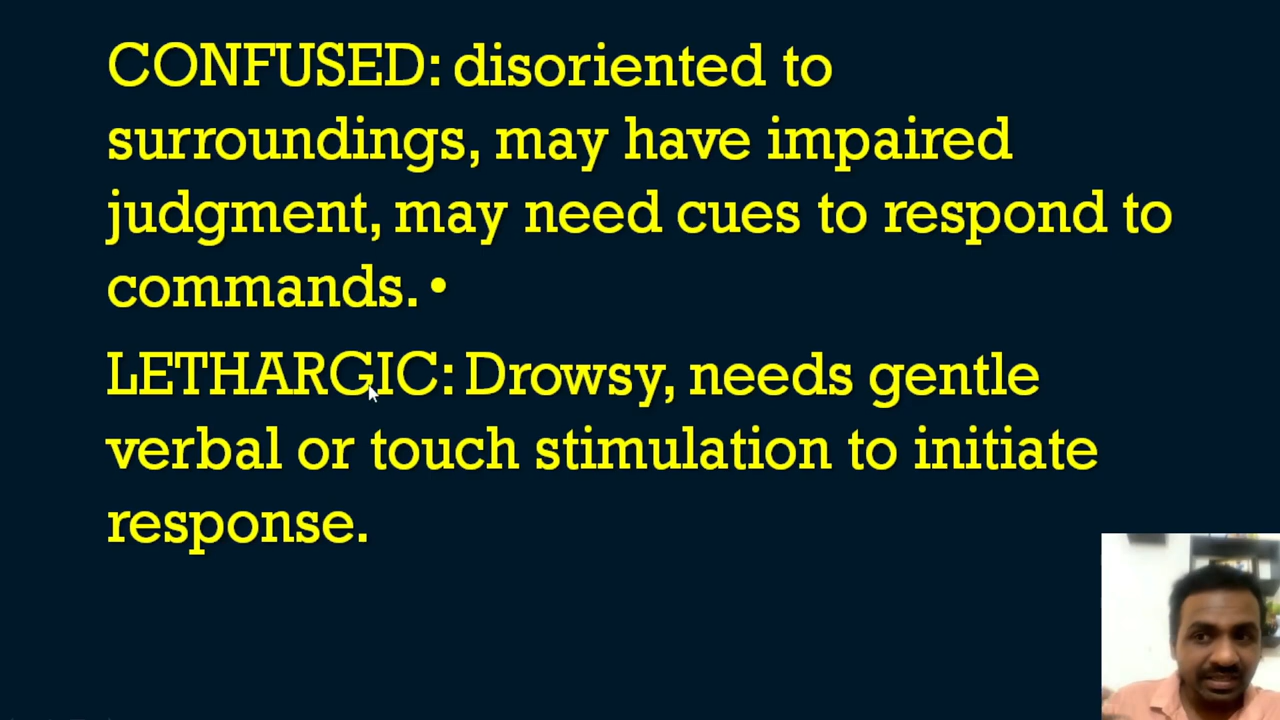 CONFUSED: disoriented to
surroundings, may have impaired
judgment, may need cues to respond to
commands. •
LETHARGIC: Drowsy, needs gentle
verbal or touch stimulation to initiate
response.